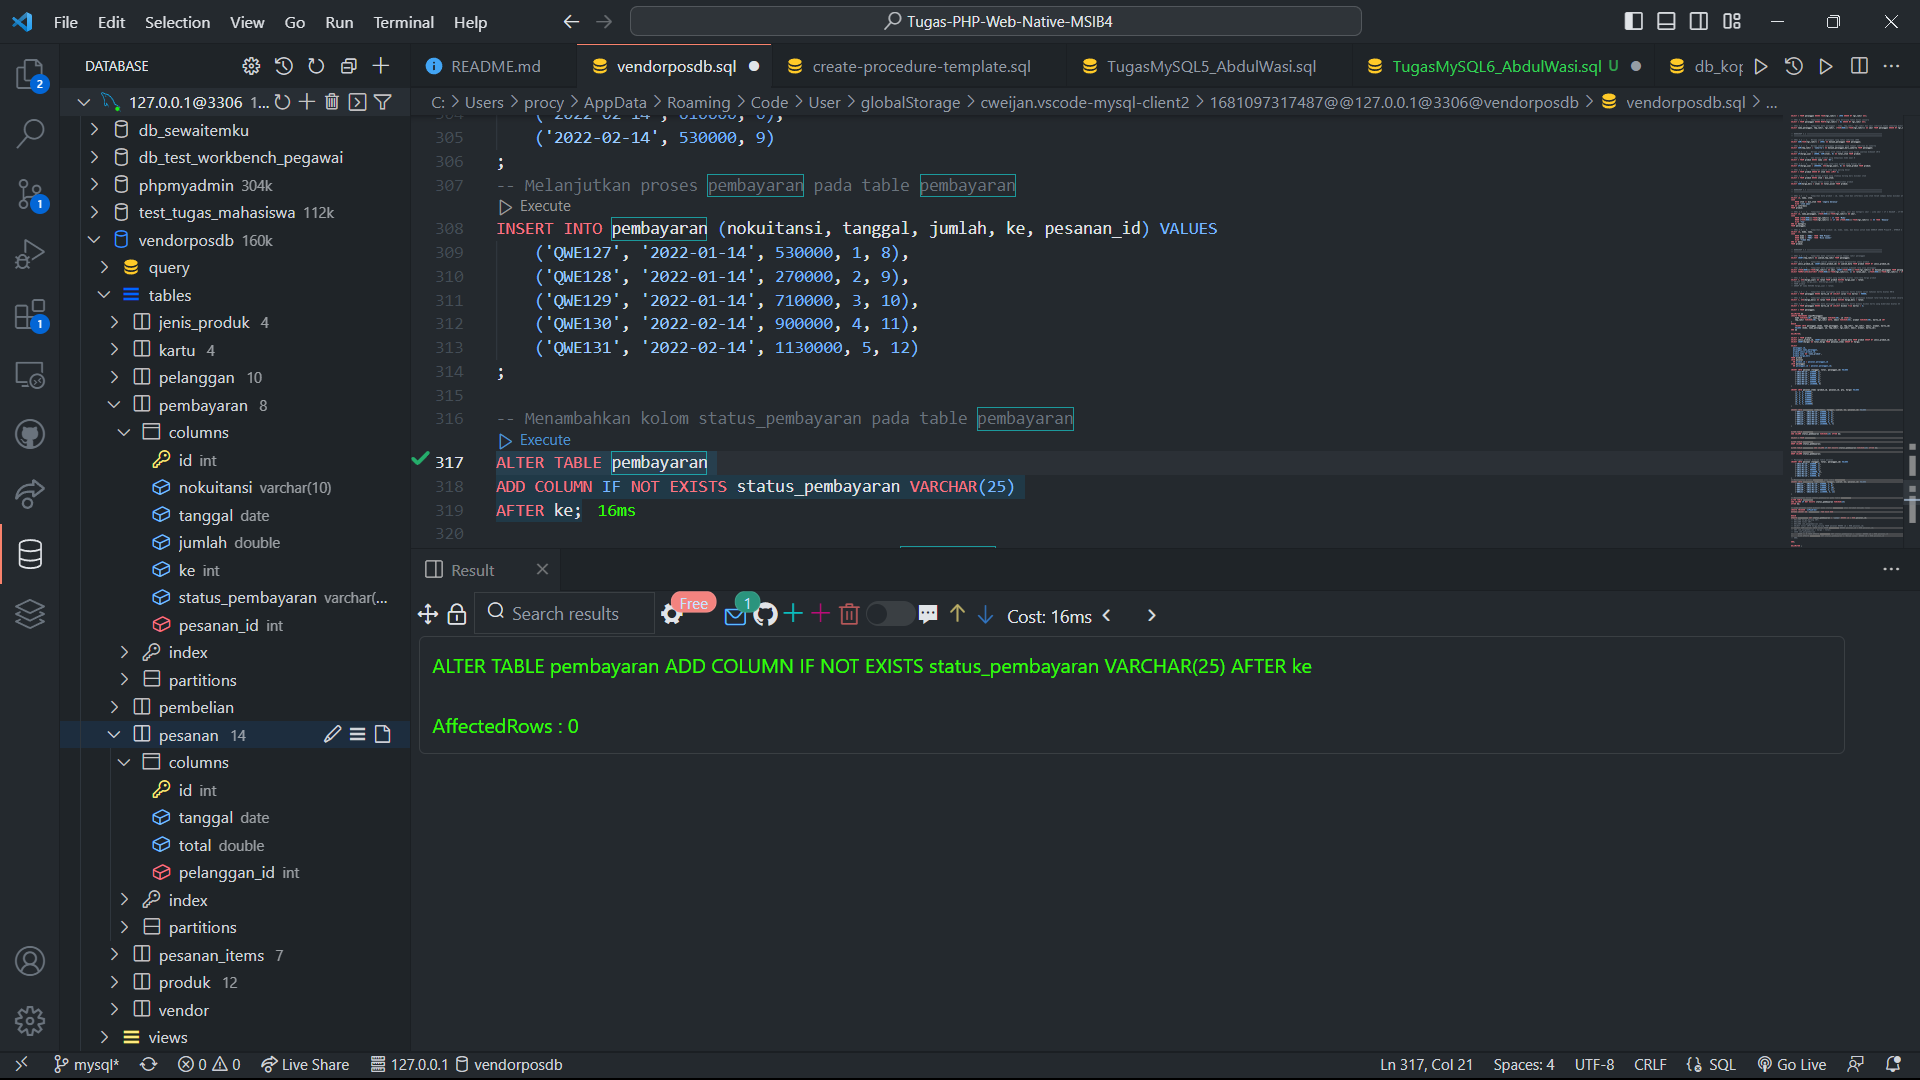 File Edit Selection View Go Run Terminal Help
Tugas-PHP-Web-Native-MSIB4
DATABASE
README.md
vendorposdb.sql
create-procedure-template.sql
TugasMySQL5_AbdulWasi.sql
TugasMySQL6_AbdulWasi.sql U
db_kop
C: > Users > procy > AppData > Roaming > Code > User > globalStorage > cweijan.vscode-mysql-client2 > 1681097317487@@127.0.0.1@3306@vendorposdb > vendorposdb.sql > ...
2
1
1
127.0.0.1@3306 1...
db_sewaitemku
db_test_workbench_pegawai
phpmyadmin 304k
test_tugas_mahasiswa 112k
vendorposdb 160k
query
tables
jenis_produk 4
kartu 4
pelanggan 10
pembayaran 8
columns
id int
nokuitansi varchar(10)
tanggal date
jumlah double
ke int
status_pembayaran varchar(...
pesanan_id int
index
partitions
pembelian
pesanan 14
columns
id int
tanggal date
total double
pelanggan_id int
index
partitions
pesanan_items 7
produk 12
vendor
views
305 ('2022-02-14', 530000, 9)
306 ;
307 -- Melanjutkan proses pembayaran pada table pembayaran
Execute
308 INSERT INTO pembayaran (nokuitansi, tanggal, jumlah, ke, pesanan_id) VALUES
309 ('QWE127', '2022-01-14', 530000, 1, 8),
310 ('QWE128', '2022-01-14', 270000, 2, 9),
311 ('QWE129', '2022-01-14', 710000, 3, 10),
312 ('QWE130', '2022-02-14', 900000, 4, 11),
313 ('QWE131', '2022-02-14', 1130000, 5, 12)
314 ;
315
316 -- Menambahkan kolom status_pembayaran pada table pembayaran
Execute
317 ALTER TABLE pembayaran
318 ADD COLUMN IF NOT EXISTS status_pembayaran VARCHAR(25)
319 AFTER ke; 16ms
320
Result
Search results
Free
1
Cost: 16ms
ALTER TABLE pembayaran ADD COLUMN IF NOT EXISTS status_pembayaran VARCHAR(25) AFTER ke
AffectedRows : 0
mysql* 0 0 Live Share 127.0.0.1 vendorposdb
Ln 317, Col 21 Spaces: 4 UTF-8 CRLF SQL Go Live